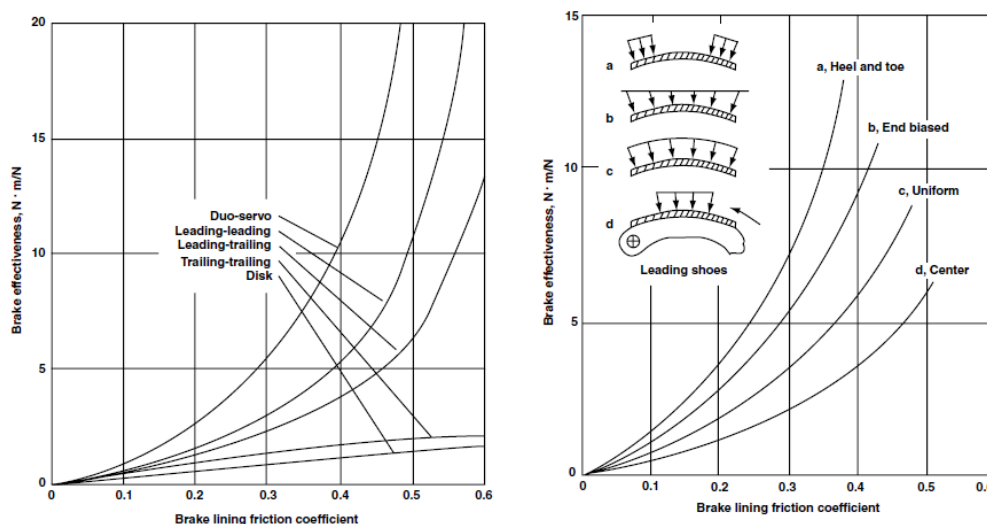 20
15
10
5
0
Brake effectiveness, N · m/N
Duo-servo
Leading-leading
Leading-trailing
Trailing-trailing
Disk
0.1
0.2
0.3
0.4
0.5
0.6
Brake lining friction coefficient
15
10
5
0
Brake effectiveness, N · m/N
a
b
c
d
Leading shoes
a, Heel and toe
b, End biased
c, Uniform
d, Center
0
0.1
0.2
0.3
0.4
0.5
0.6
Brake lining friction coefficient